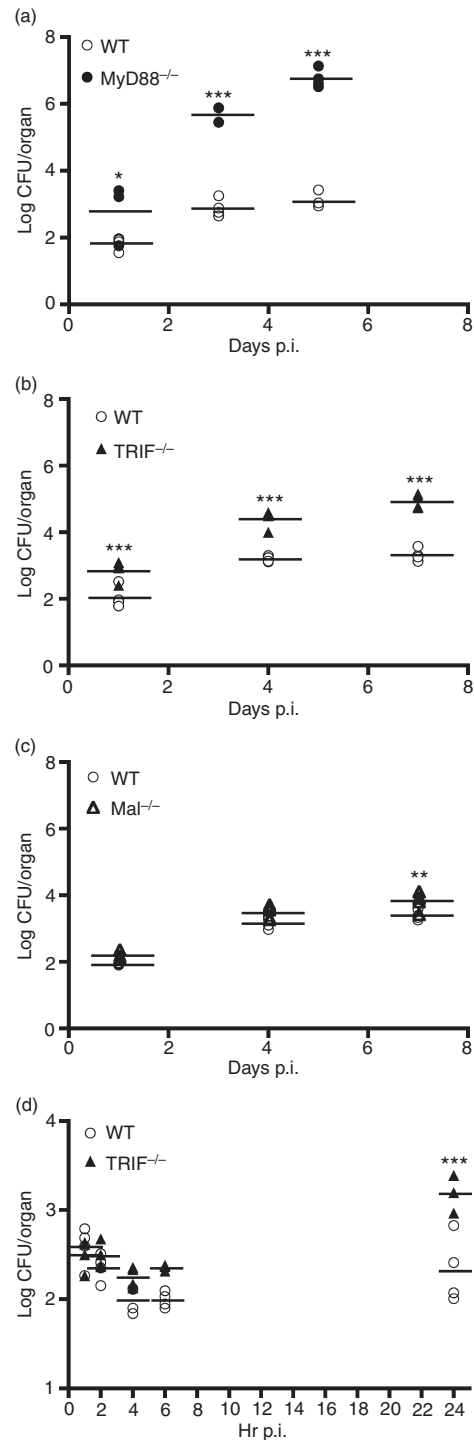 (a)
8
WT
***
MyD88–/–
***
6
Log CFU/organ
4
*
2
0
0 2 4 6 8
Days p.i.
(b)
8
WT
TRIF–/–
6
***
***
Log CFU/organ
4
***
2
0
0 2 4 6 8
Days p.i.
(c)
8
WT
Mal–/–
6
Log CFU/organ
**
4
2
0
0 2 4 6 8
Days p.i.
(d)
4
WT
TRIF–/–
***
3
Log CFU/organ
2
1
0 2 4 6 8 10 12 14 16 18 20 22 24
Hr p.i.